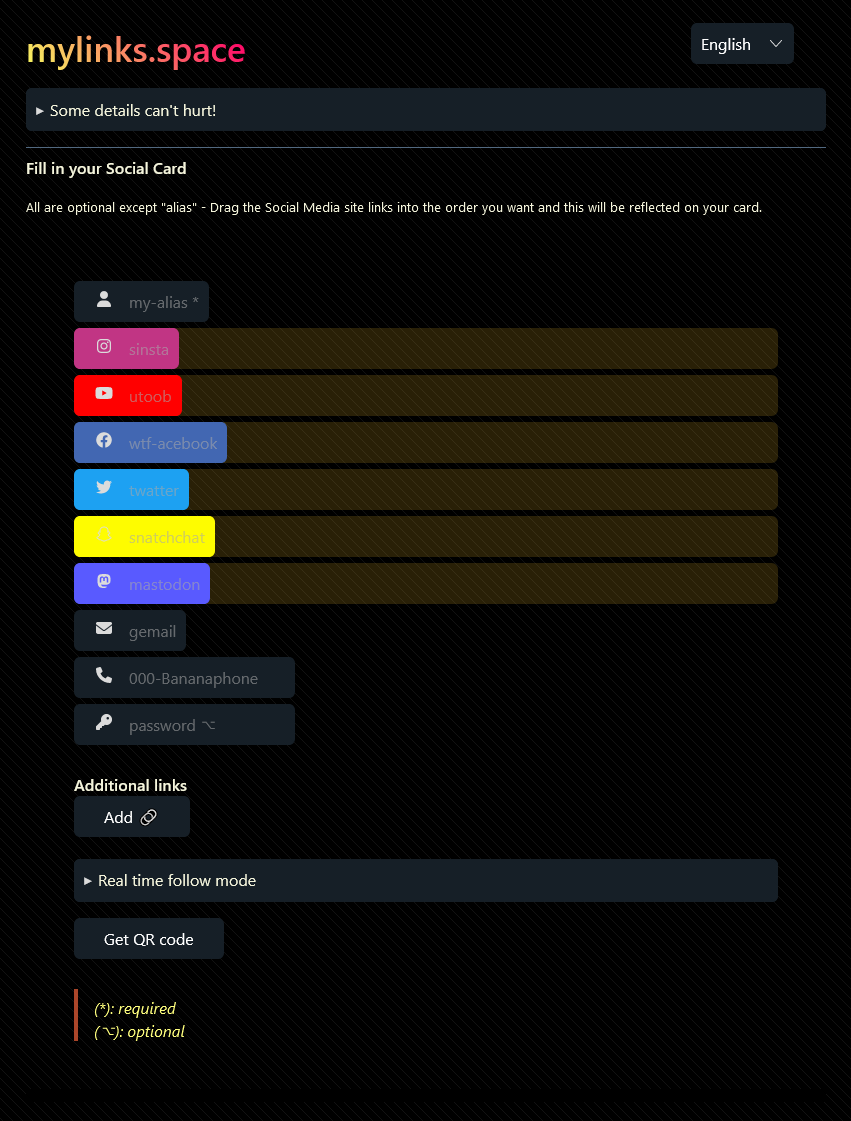 mylinks.space
English
▸ Some details can't hurt!
Fill in your Social Card
All are optional except "alias" - Drag the Social Media site links into the order you want and this will be reflected on your card.
my-alias *
sinsta
utoob
wtf-acebook
twatter
snatchchat
mastodon
gemail
000-Bananaphone
password ⌥
Additional links
Add
▸ Real time follow mode
Get QR code
(*): required
(⌥): optional